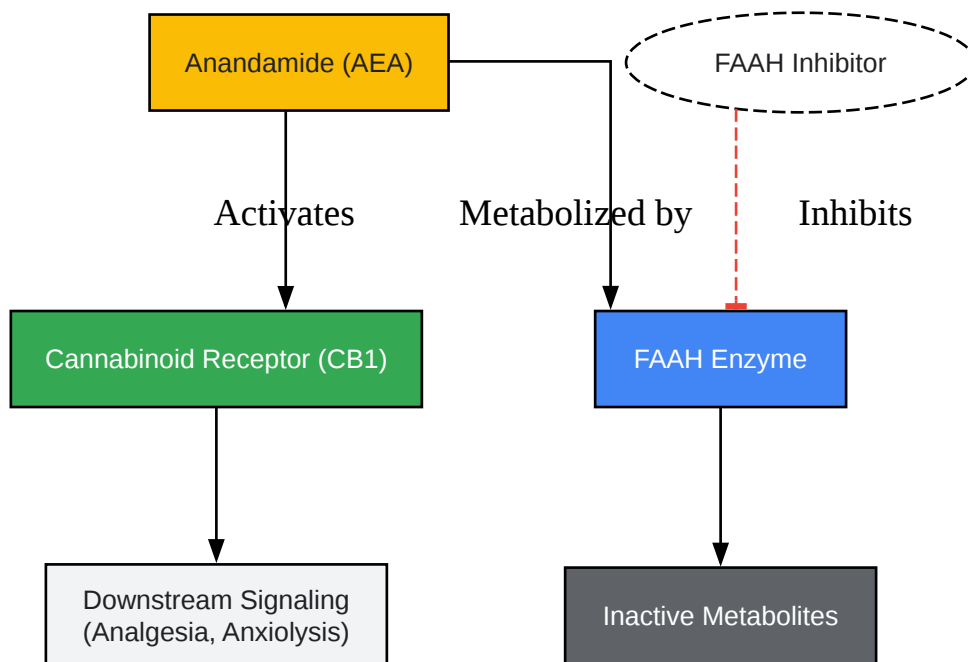 Anandamide (AEA)
FAAH Inhibitor
Activates
Metabolized by
Inhibits
Cannabinoid Receptor (CB1)
FAAH Enzyme
Downstream Signaling
(Analgesia, Anxiolysis)
Inactive Metabolites